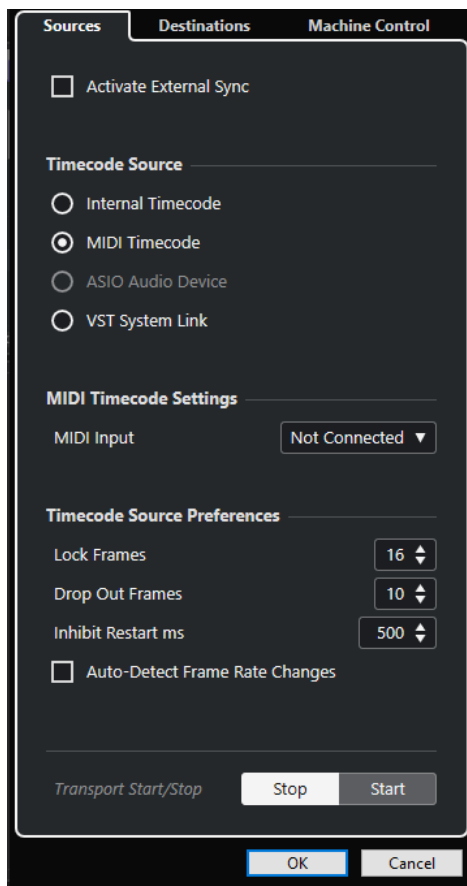 Sources Destinations Machine Control
Activate External Sync
Timecode Source
Internal Timecode
MIDI Timecode
ASIO Audio Device
VST System Link
MIDI Timecode Settings
MIDI Input Not Connected
Timecode Source Preferences
Lock Frames 16
Drop Out Frames 10
Inhibit Restart ms 500
Auto-Detect Frame Rate Changes
Transport Start/Stop Stop Start
OK Cancel